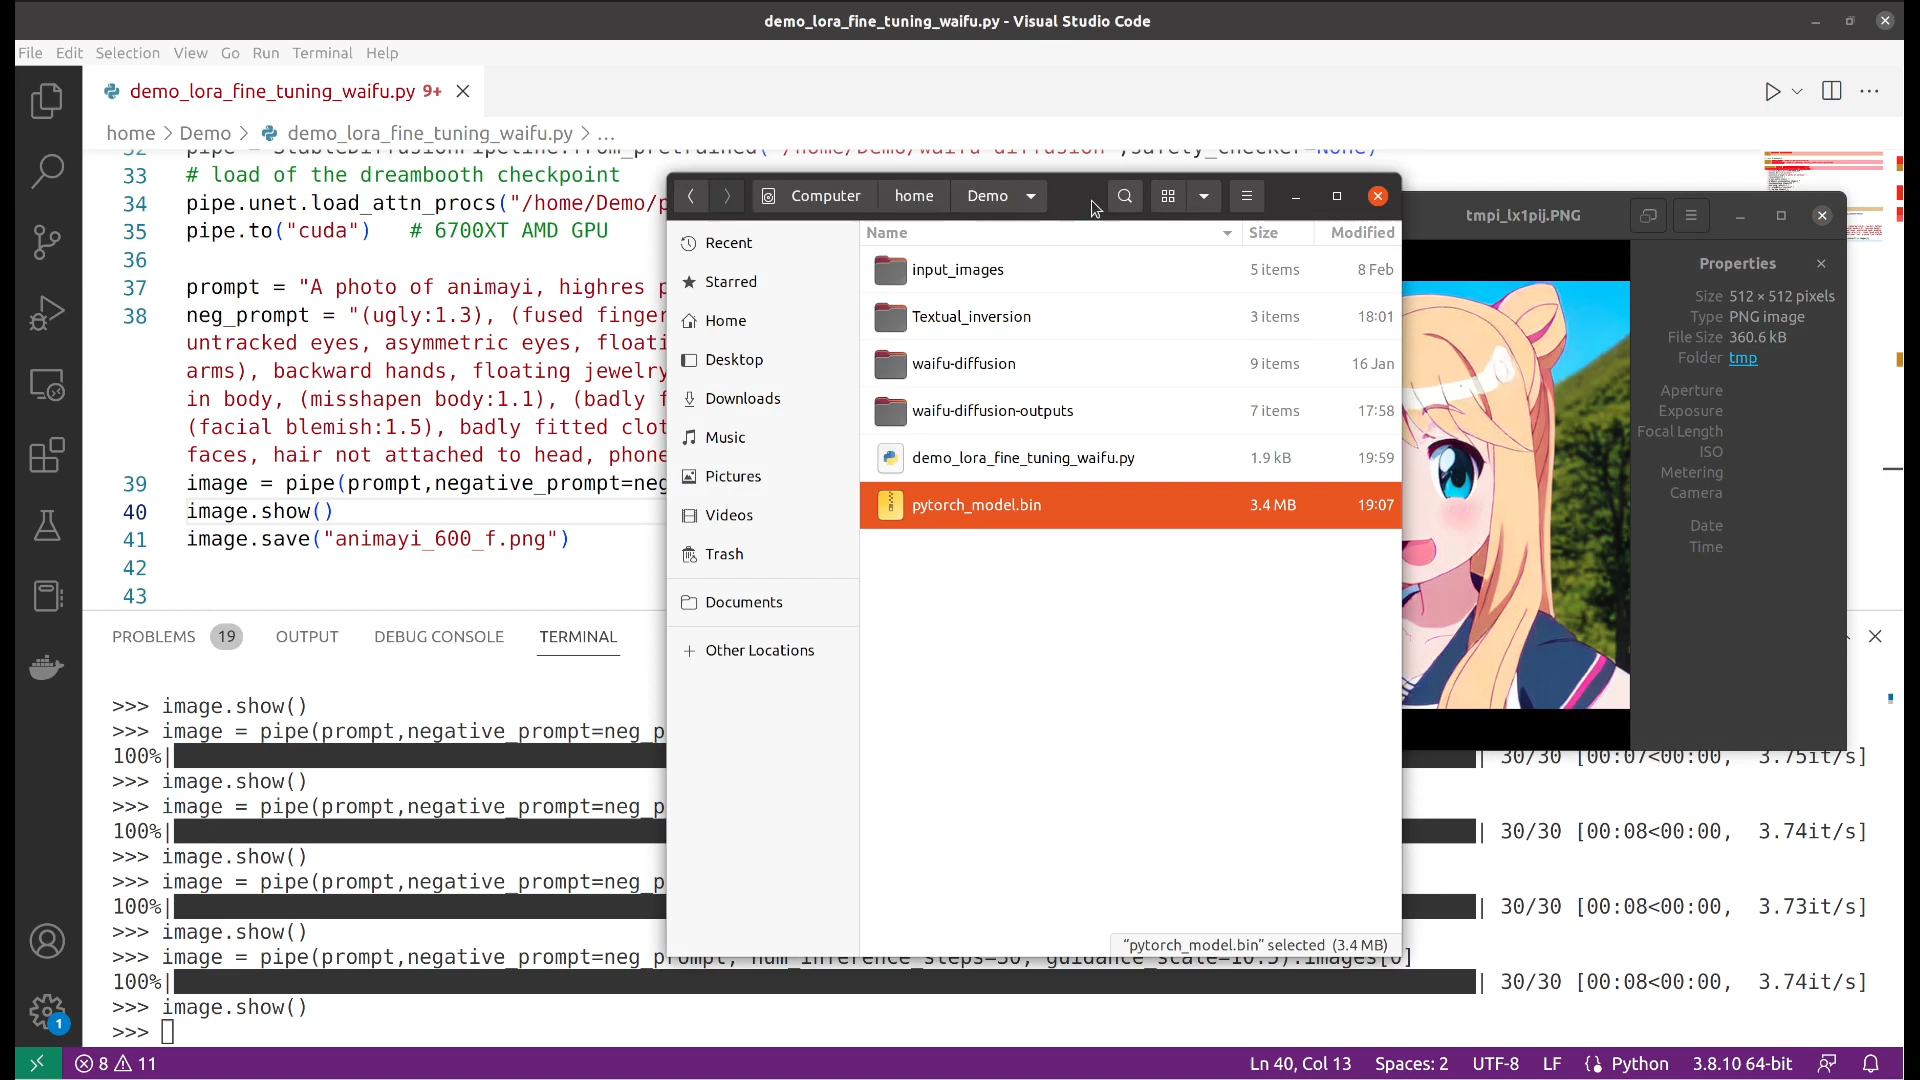 demo_lora_fine_tuning_waifu.py - Visual Studio Code
File Edit Selection View Go Run Terminal Help
demo_lora_fine_tuning_waifu.py 9+
home > Demo > demo_lora_fine_tuning_waifu.py > ...
33 # load of the dreambooth checkpoint
34 pipe.unet.load_attn_procs("/home/Demo/p
35 pipe.to("cuda") # 6700XT AMD GPU
36
37 prompt = "A photo of animayi, highres p
38 neg_prompt = "(ugly:1.3), (fused finger
untracked eyes, asymmetric eyes, floati
arms), backward hands, floating jewelry
in body, (misshapen body:1.1), (badly f
(facial blemish:1.5), badly fitted clot
faces, hair not attached to head, phone
39 image = pipe(prompt,negative_prompt=neg
40 image.show()
41 image.save("animayi_600_f.png")
42
43
Computer home Demo
Recent
Starred
Home
Desktop
Downloads
Music
Pictures
Videos
Trash
Documents
+ Other Locations
Name Size Modified
input_images 5 items 8 Feb
Textual_inversion 3 items 18:01
waifu-diffusion 9 items 16 Jan
waifu-diffusion-outputs 7 items 17:58
demo_lora_fine_tuning_waifu.py 1.9 kB 19:59
pytorch_model.bin 3.4 MB 19:07
"pytorch_model.bin" selected (3.4 MB)
tmpi_lx1pij.PNG
Properties
Size 512 × 512 pixels
Type PNG image
File Size 360.6 kB
Folder tmp
Aperture
Exposure
Focal Length
ISO
Metering
Camera
Date
Time
PROBLEMS 19 OUTPUT DEBUG CONSOLE TERMINAL
>>> image.show()
>>> image = pipe(prompt,negative_prompt=neg_p
100%| | 30/30 [00:07<00:00, 3.75it/s]
>>> image.show()
>>> image = pipe(prompt,negative_prompt=neg_p
100%| | 30/30 [00:08<00:00, 3.74it/s]
>>> image.show()
>>> image = pipe(prompt,negative_prompt=neg_p
100%| | 30/30 [00:08<00:00, 3.73it/s]
>>> image.show()
>>> image = pipe(prompt,negative_prompt=neg_prompt, num_inference_steps=30, guidance_scale=10.5).images[0]
100%| | 30/30 [00:08<00:00, 3.74it/s]
>>> image.show()
>>>
1
8 11
Ln 40, Col 13 Spaces: 2 UTF-8 LF Python 3.8.10 64-bit